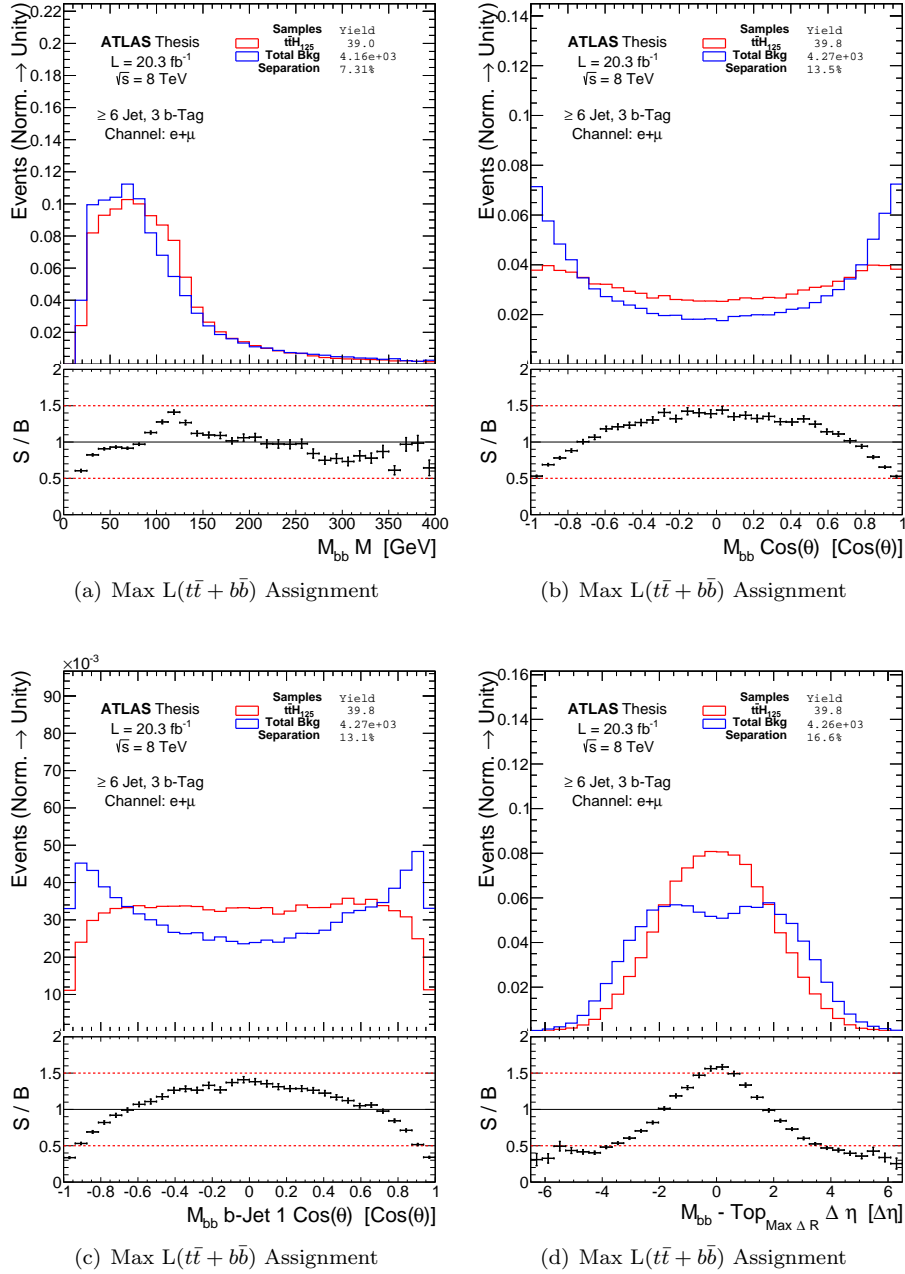 Events (Norm. → Unity)
0.22
0.2
0.18
0.16
0.14
0.12
0.1
0.08
0.06
0.04
0.02
ATLAS Thesis
L = 20.3 fb-1
√s = 8 TeV
≥ 6 Jet, 3 b-Tag
Channel: e+μ
Samples Yield
tt̄H125 39.0
Total Bkg 4.16e+03
Separation 7.31%
S / B
2
1.5
1
0.5
0
0 50 100 150 200 250 300 350 400
Mbb M [GeV]
(a) Max L(tt̄ + bb̄) Assignment
Events (Norm. → Unity)
0.14
0.12
0.1
0.08
0.06
0.04
0.02
ATLAS Thesis
L = 20.3 fb-1
√s = 8 TeV
≥ 6 Jet, 3 b-Tag
Channel: e+μ
Samples Yield
tt̄H125 39.8
Total Bkg 4.27e+03
Separation 13.5%
S / B
2
1.5
1
0.5
0
-1 -0.8 -0.6 -0.4 -0.2 0 0.2 0.4 0.6 0.8 1
Mbb Cos(θ) [Cos(θ)]
(b) Max L(tt̄ + bb̄) Assignment
×10-3
Events (Norm. → Unity)
90
80
70
60
50
40
30
20
10
ATLAS Thesis
L = 20.3 fb-1
√s = 8 TeV
≥ 6 Jet, 3 b-Tag
Channel: e+μ
Samples Yield
tt̄H125 39.8
Total Bkg 4.27e+03
Separation 13.1%
S / B
2
1.5
1
0.5
0
-1 -0.8 -0.6 -0.4 -0.2 0 0.2 0.4 0.6 0.8 1
Mbb b-Jet 1 Cos(θ) [Cos(θ)]
(c) Max L(tt̄ + bb̄) Assignment
Events (Norm. → Unity)
0.16
0.14
0.12
0.1
0.08
0.06
0.04
0.02
ATLAS Thesis
L = 20.3 fb-1
√s = 8 TeV
≥ 6 Jet, 3 b-Tag
Channel: e+μ
Samples Yield
tt̄H125 39.8
Total Bkg 4.26e+03
Separation 16.6%
S / B
2
1.5
1
0.5
0
-6 -4 -2 0 2 4 6
Mbb - TopMax Δ R Δ η [Δη]
(d) Max L(tt̄ + bb̄) Assignment